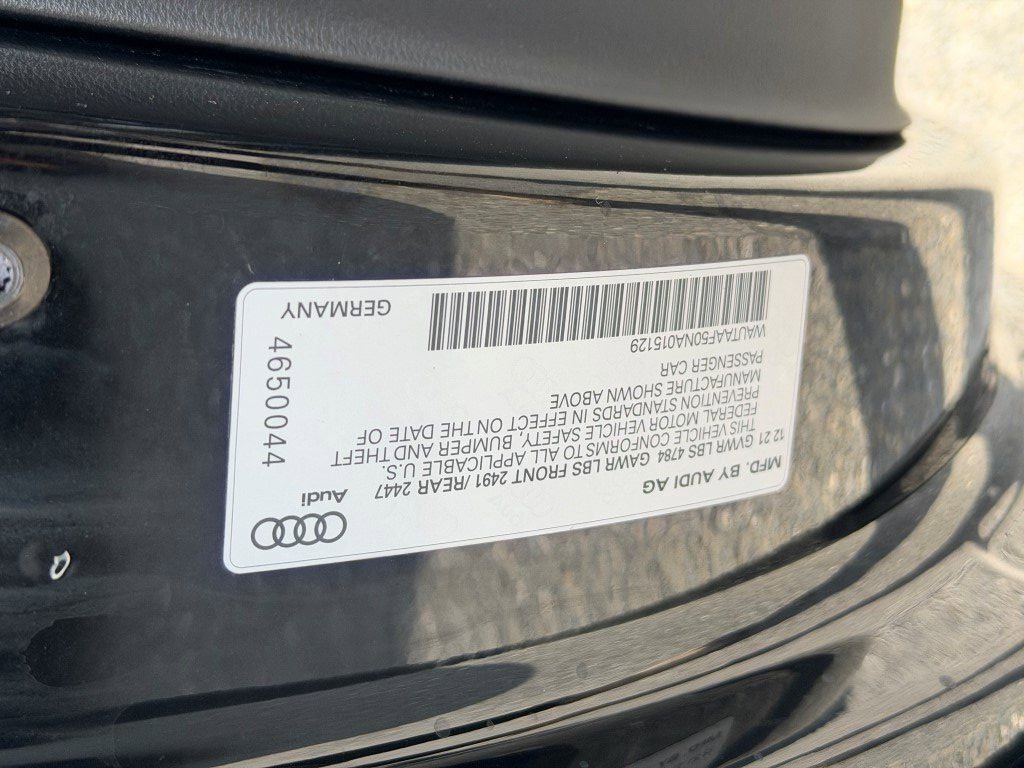 MFD. BY AUDI AG
12 21 GVWR LBS 4784 GAWR LBS FRONT 2491 /REAR 2447
THIS VEHICLE CONFORMS TO ALL APPLICABLE U.S.
FEDERAL MOTOR VEHICLE SAFETY, BUMPER AND THEFT
PREVENTION STANDARDS IN EFFECT ON THE DATE OF
MANUFACTURE SHOWN ABOVE
PASSENGER CAR
WAUTAAF50NA015129
Audi
4650044
GERMANY